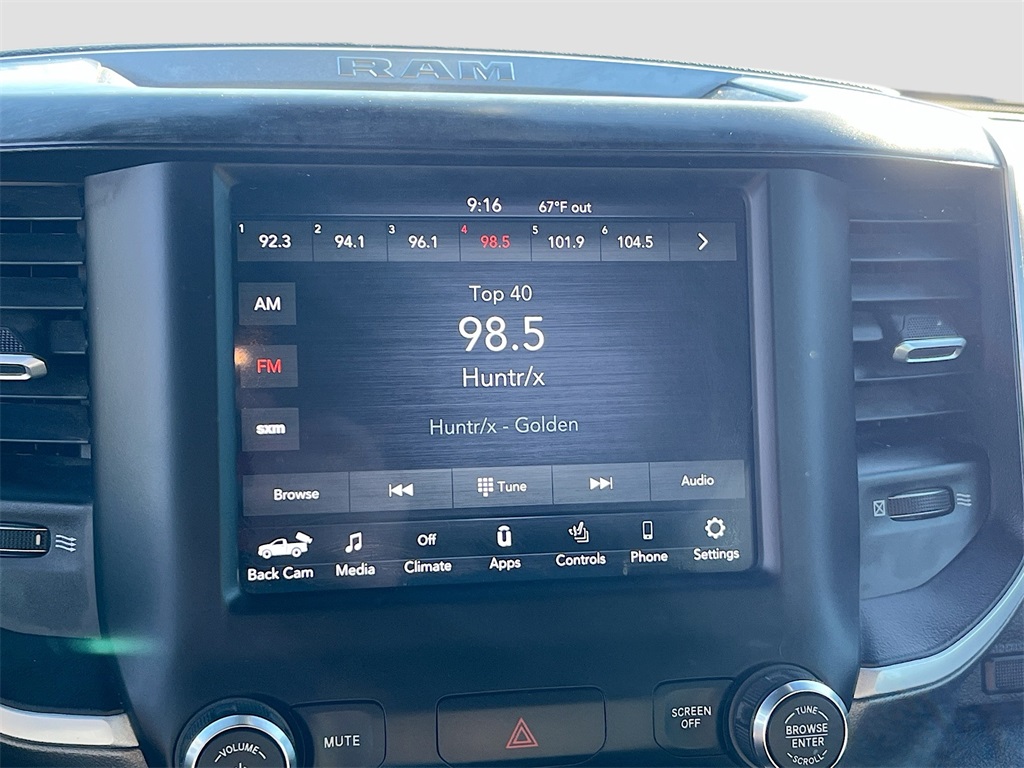 RAM
9:16 67°F out
1 92.3 2 94.1 3 96.1 4 98.5 5 101.9 6 104.5
AM
Top 40
98.5
FM
Huntr/x
sxm
Huntr/x - Golden
Browse Tune Audio
Off
Back Cam Media Climate Apps Controls Phone Settings
VOLUME
MUTE
SCREEN
OFF
TUNE
BROWSE
ENTER
SCROLL